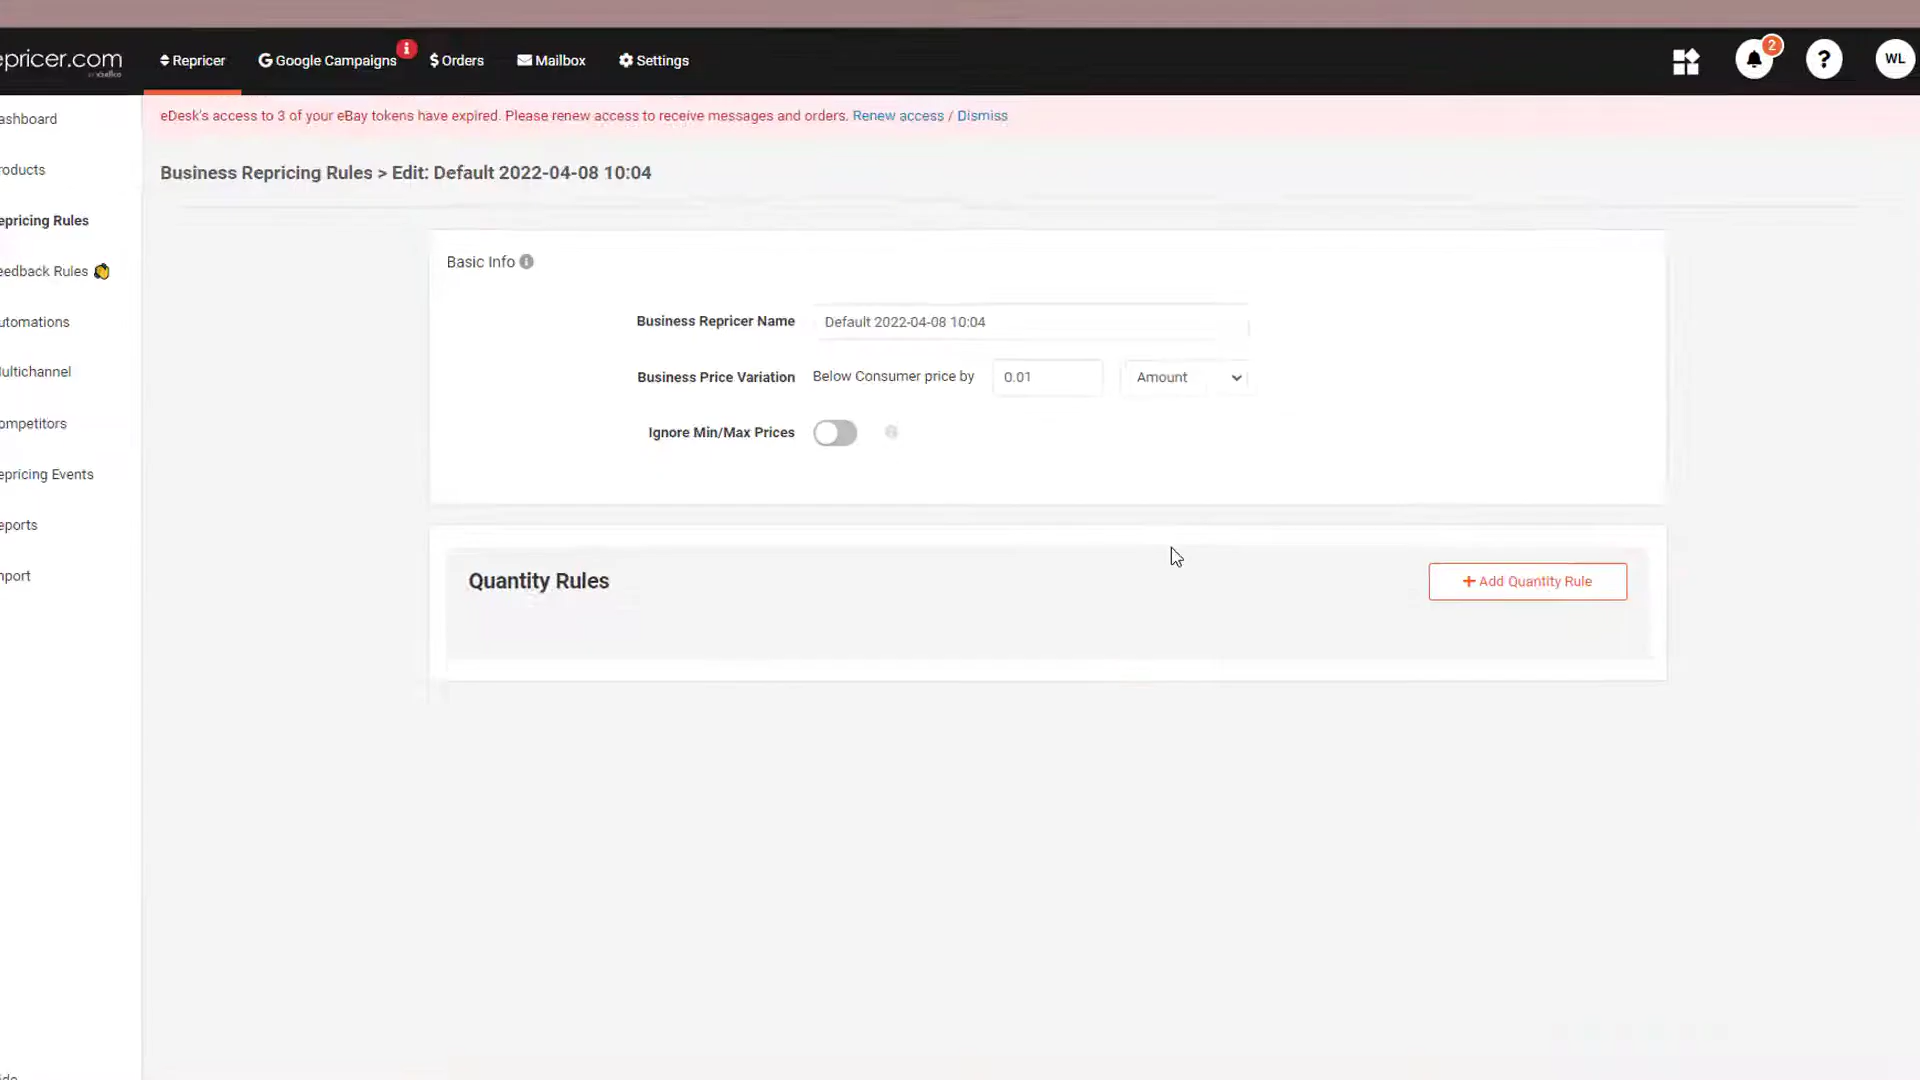 epricer.com
Repricer
Google Campaigns
i
$ Orders
Mailbox
Settings
2
?
WL
eDesk's access to 3 of your eBay tokens have expired. Please renew access to receive messages and orders. Renew access / Dismiss
ashboard
roducts
epricing Rules
eedback Rules
utomations
ultichannel
ompetitors
epricing Events
eports
mport
Business Repricing Rules > Edit: Default 2022-04-08 10:04
Basic Info
Business Repricer Name Default 2022-04-08 10:04
Business Price Variation Below Consumer price by 0.01 Amount
Ignore Min/Max Prices
Quantity Rules
+ Add Quantity Rule